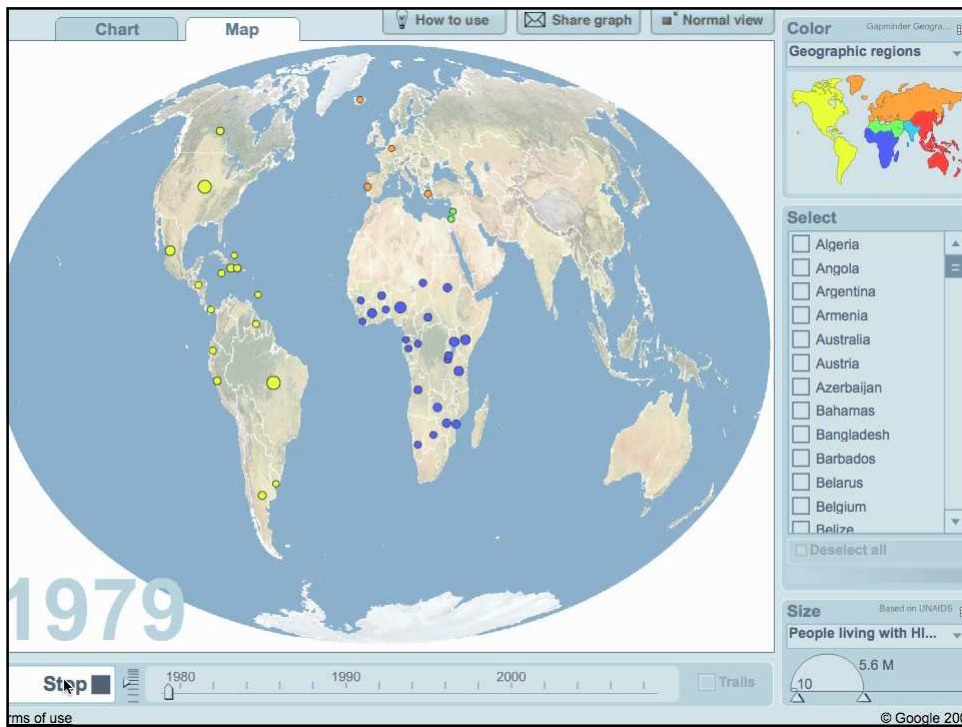 Chart
Map
How to use
Share graph
Normal view
Color
Gapminder Geogra...
Geographic regions
Select
Algeria
Angola
Argentina
Armenia
Australia
Austria
Azerbaijan
Bahamas
Bangladesh
Barbados
Belarus
Belgium
Belize
Deselect all
1979
Size
Based on UNAIDS
People living with HI...
5.6 M
10
Stop
1980
1990
2000
Trails
rms of use
© Google 200